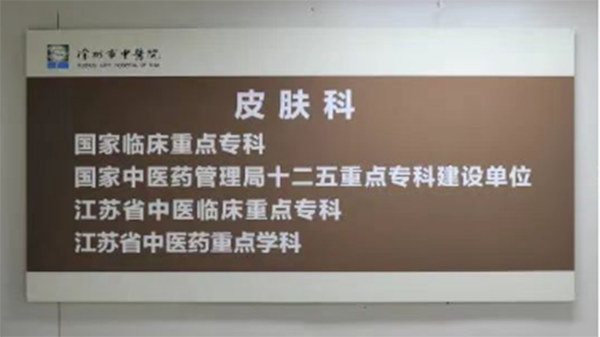 徐州市中医院
皮肤科
国家临床重点专科
国家中医药管理局十二五重点专科建设单位
江苏省中医临床重点专科
江苏省中医药重点学科